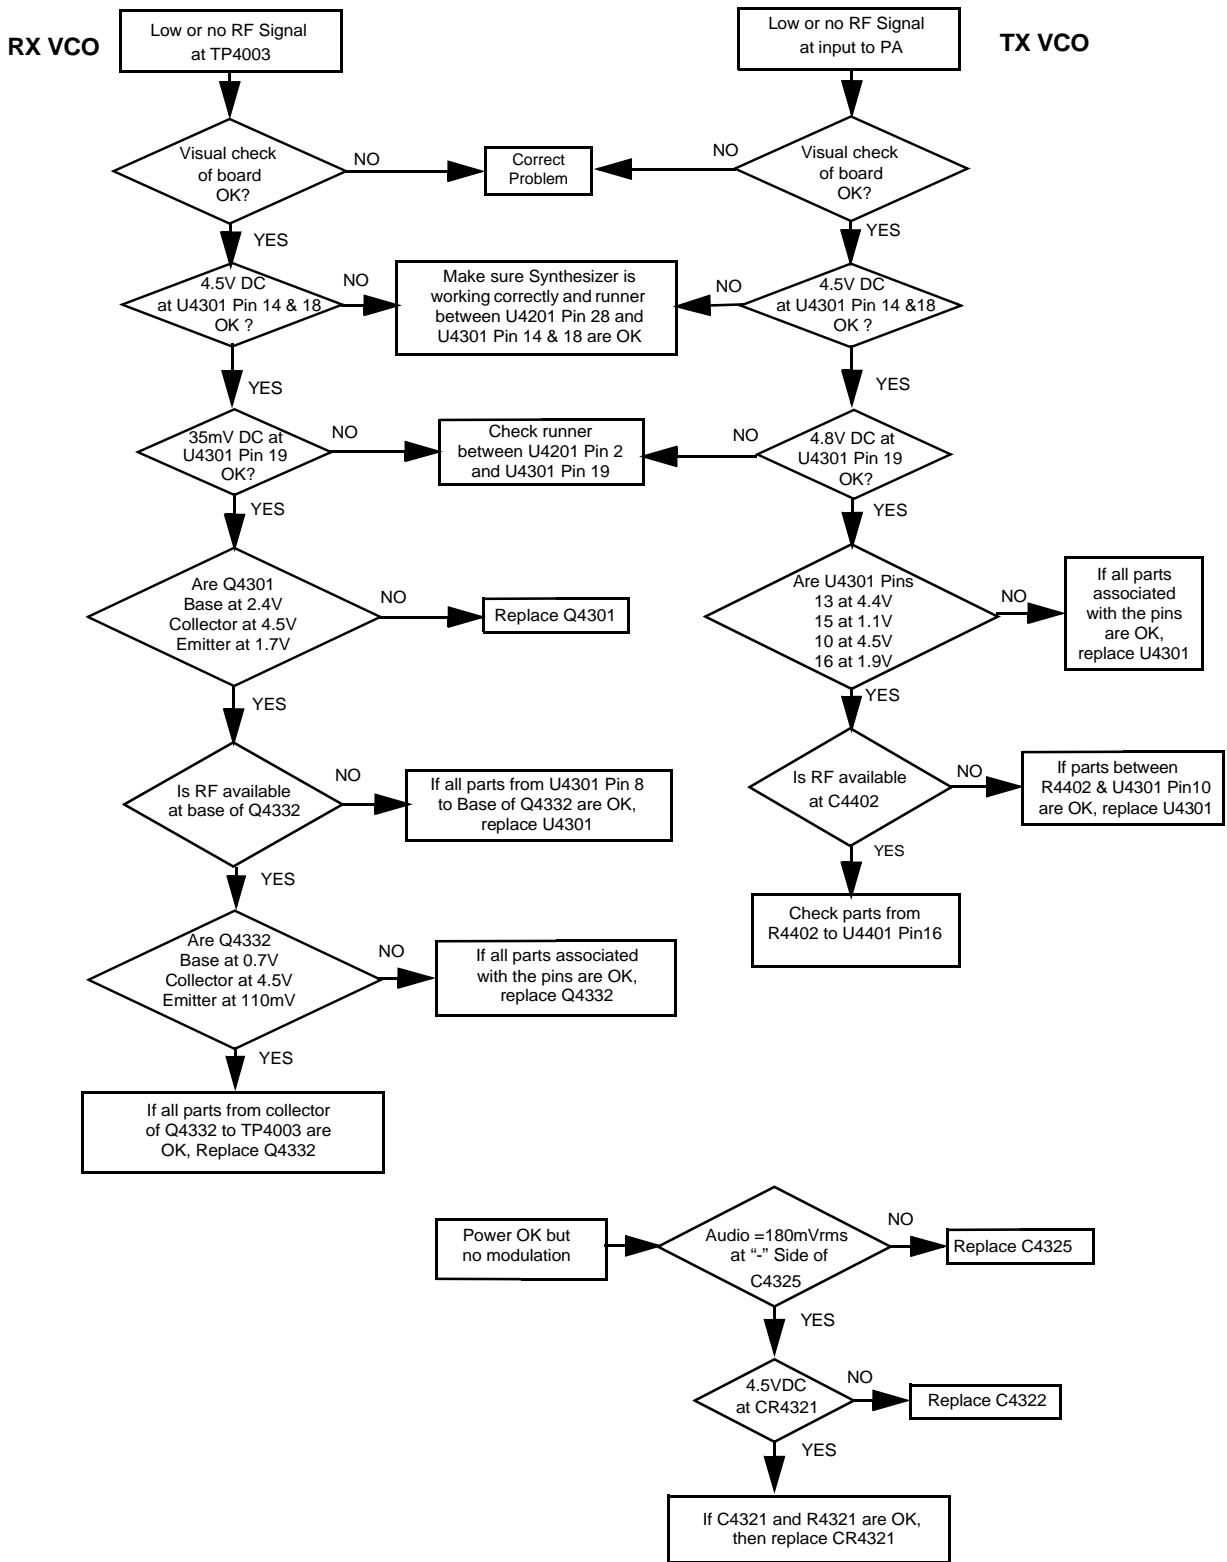 RX VCO
Low or no RF Signal
at TP4003
Visual check
of board
OK?
NO
YES
Correct
Problem
4.5V DC
at U4301 Pin 14 & 18
OK ?
NO
YES
Make sure Synthesizer is
working correctly and runner
between U4201 Pin 28 and
U4301 Pin 14 & 18 are OK
35mV DC at
U4301 Pin 19
OK?
NO
YES
Check runner
between U4201 Pin 2
and U4301 Pin 19
Are Q4301
Base at 2.4V
Collector at 4.5V
Emitter at 1.7V
NO
YES
Replace Q4301
Is RF available
at base of Q4332
NO
YES
If all parts from U4301 Pin 8
to Base of Q4332 are OK,
replace U4301
Are Q4332
Base at 0.7V
Collector at 4.5V
Emitter at 110mV
NO
YES
If all parts associated
with the pins are OK,
replace Q4332
If all parts from collector
of Q4332 to TP4003 are
OK, Replace Q4332
TX VCO
Low or no RF Signal
at input to PA
Visual check
of board
OK?
NO
YES
4.5V DC
at U4301 Pin 14 &18
OK ?
NO
YES
4.8V DC at
U4301 Pin 19
OK?
NO
YES
Are U4301 Pins
13 at 4.4V
15 at 1.1V
10 at 4.5V
16 at 1.9V
NO
YES
If all parts
associated
with the pins
are OK,
replace U4301
Is RF available
at C4402
NO
YES
If parts between
R4402 & U4301 Pin10
are OK, replace U4301
Check parts from
R4402 to U4401 Pin16
Power OK but
no modulation
Audio =180mVrms
at “-” Side of
C4325
NO
YES
Replace C4325
4.5VDC
at CR4321
NO
YES
Replace C4322
If C4321 and R4321 are OK,
then replace CR4321